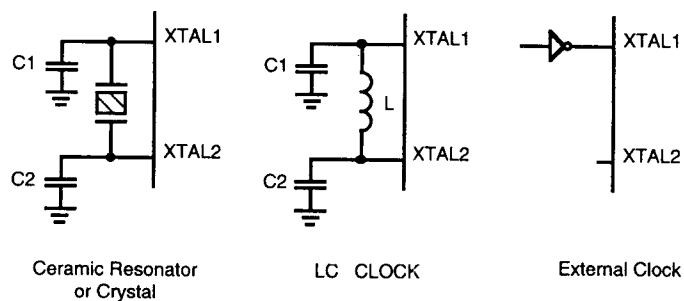 XTAL1
C1
C2
XTAL2
Ceramic Resonator
or Crystal
XTAL1
C1
L
XTAL2
C2
LC CLOCK
XTAL1
XTAL2
External Clock